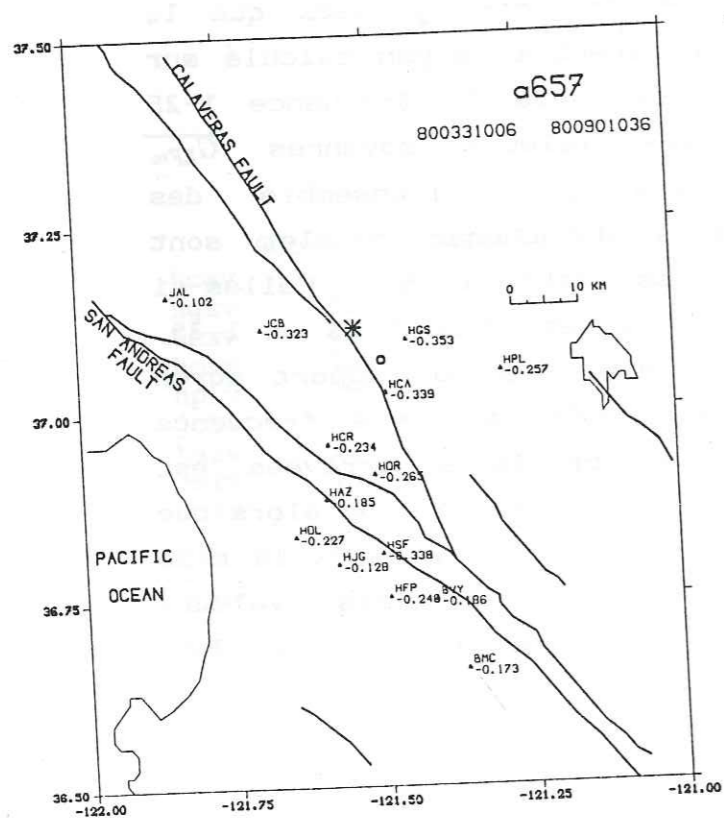 37.50
a657
800331006 800901036
CALAVERAS FAULT
37.25
0 10 KM
JAL
-0.102
JCB
-0.323
HGS
-0.353
HPL
-0.257
SAN ANDREAS
FAULT
HCA
-0.339
37.00
HCR
-0.234
HOR
-0.265
HAZ
-0.185
HDL
-0.227
HSF
-0.338
HJG
-0.128
PACIFIC
OCEAN
HFP
-0.248
BVY
-0.186
36.75
BMC
-0.173
36.50
-122.00
-121.75
-121.50
-121.25
-121.00